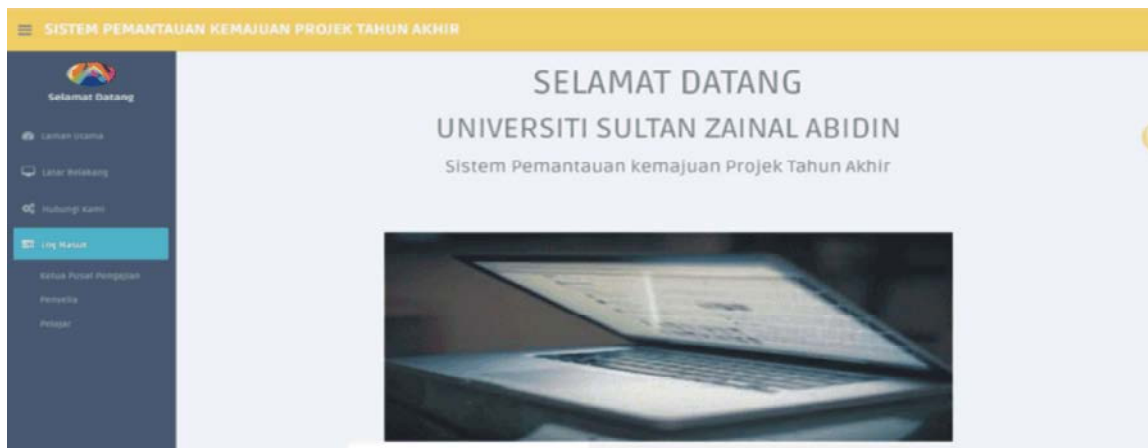 SISTEM PEMANTAUAN KEMAJUAN PROJEK TAHUN AKHIR
Selamat Datang
Laman Utama
Latar Belakang
Hubungi Kami
Log Masuk
Ketua Pusat Pengajian
Penyelia
Pelajar
SELAMAT DATANG
UNIVERSITI SULTAN ZAINAL ABIDIN
Sistem Pemantauan kemajuan Projek Tahun Akhir